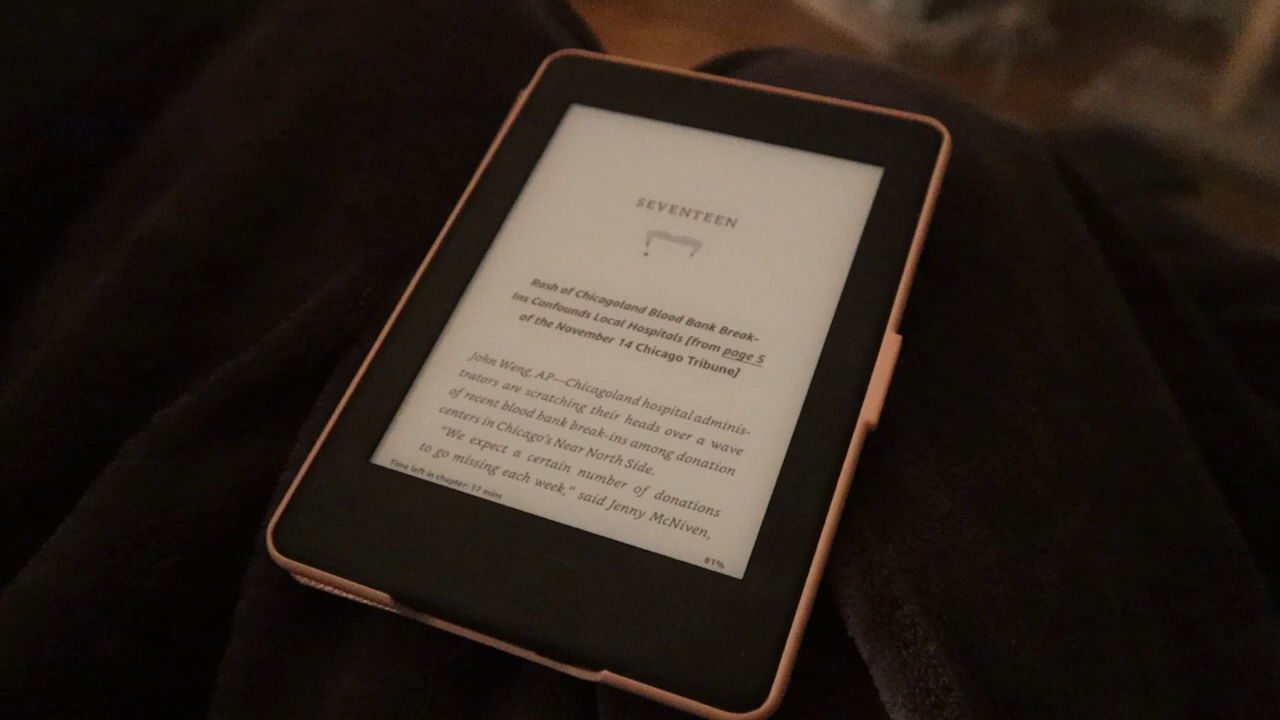 SEVENTEEN
Rash of Chicagoland Blood Bank Break-
Ins Confounds Local Hospitals [from page 5
of the November 14 Chicago Tribune]
John Weng, AP—Chicagoland hospital adminis-
trators are scratching their heads over a wave
of recent blood bank break-ins among donation
centers in Chicago's Near North Side.
"We expect a certain number of donations
to go missing each week," said Jenny McNiven,
Time left in chapter: 17 mins
81%